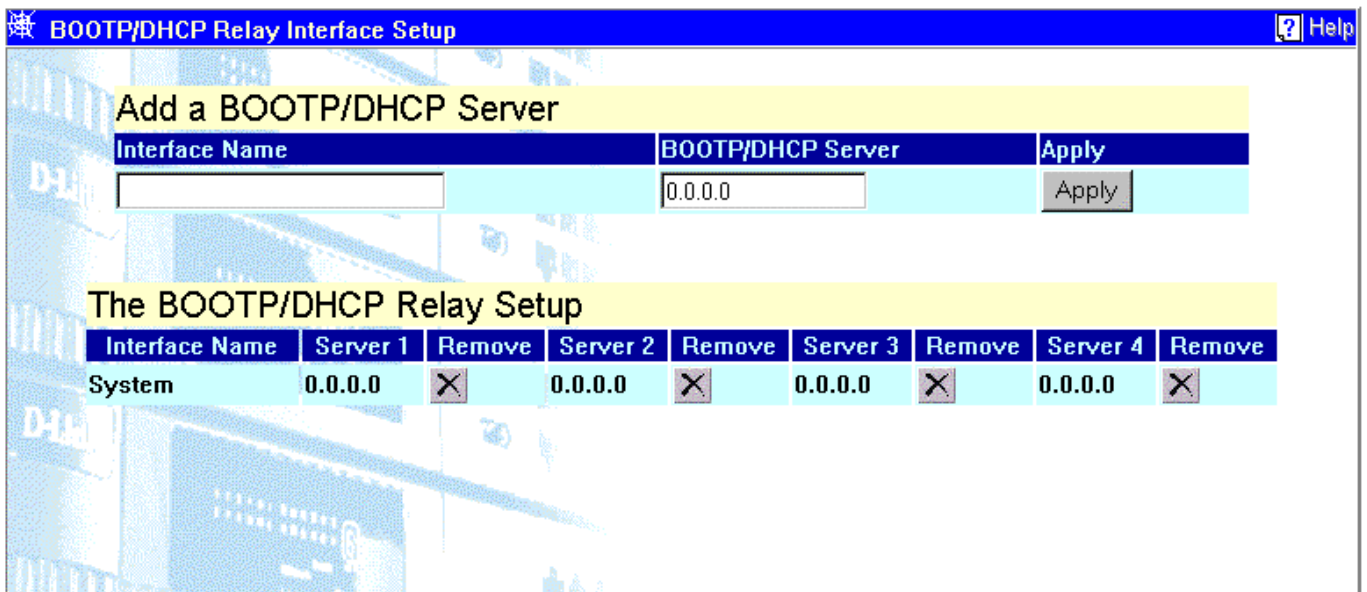 BOOTP/DHCP Relay Interface Setup ? Help
Add a BOOTP/DHCP Server
Interface Name BOOTP/DHCP Server Apply
0.0.0.0 Apply
The BOOTP/DHCP Relay Setup
Interface Name Server 1 Remove Server 2 Remove Server 3 Remove Server 4 Remove
System 0.0.0.0 0.0.0.0 0.0.0.0 0.0.0.0